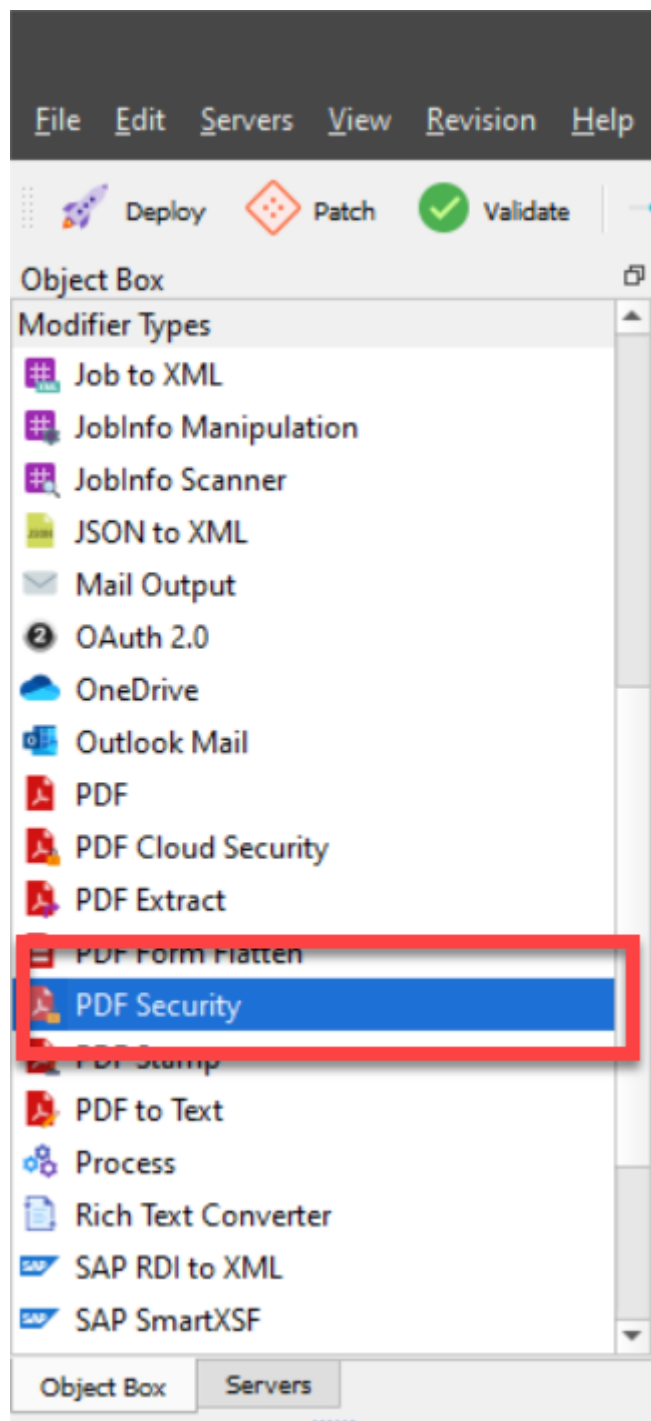 File Edit Servers View Revision Help
Deploy Patch Validate
Object Box
Modifier Types
Job to XML
JobInfo Manipulation
JobInfo Scanner
JSON to XML
Mail Output
OAuth 2.0
OneDrive
Outlook Mail
PDF
PDF Cloud Security
PDF Extract
PDF Form Flatten
PDF Security
PDF Stamp
PDF to Text
Process
Rich Text Converter
SAP RDI to XML
SAP SmartXSF
Object Box Servers